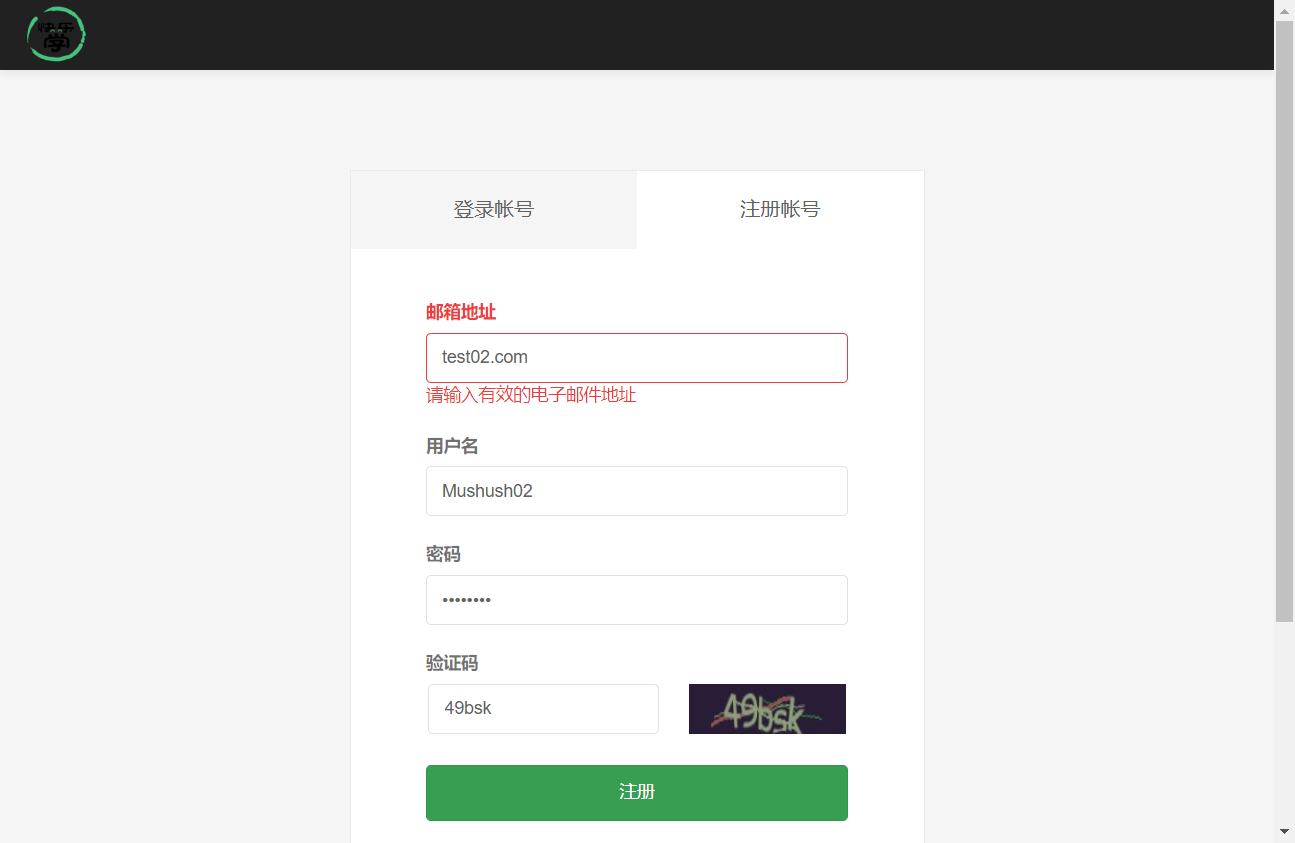 快乐
學
登录帐号
注册帐号
邮箱地址
test02.com
请输入有效的电子邮件地址
用户名
Mushush02
密码
••••••••
验证码
49bsk
49bsk
注册